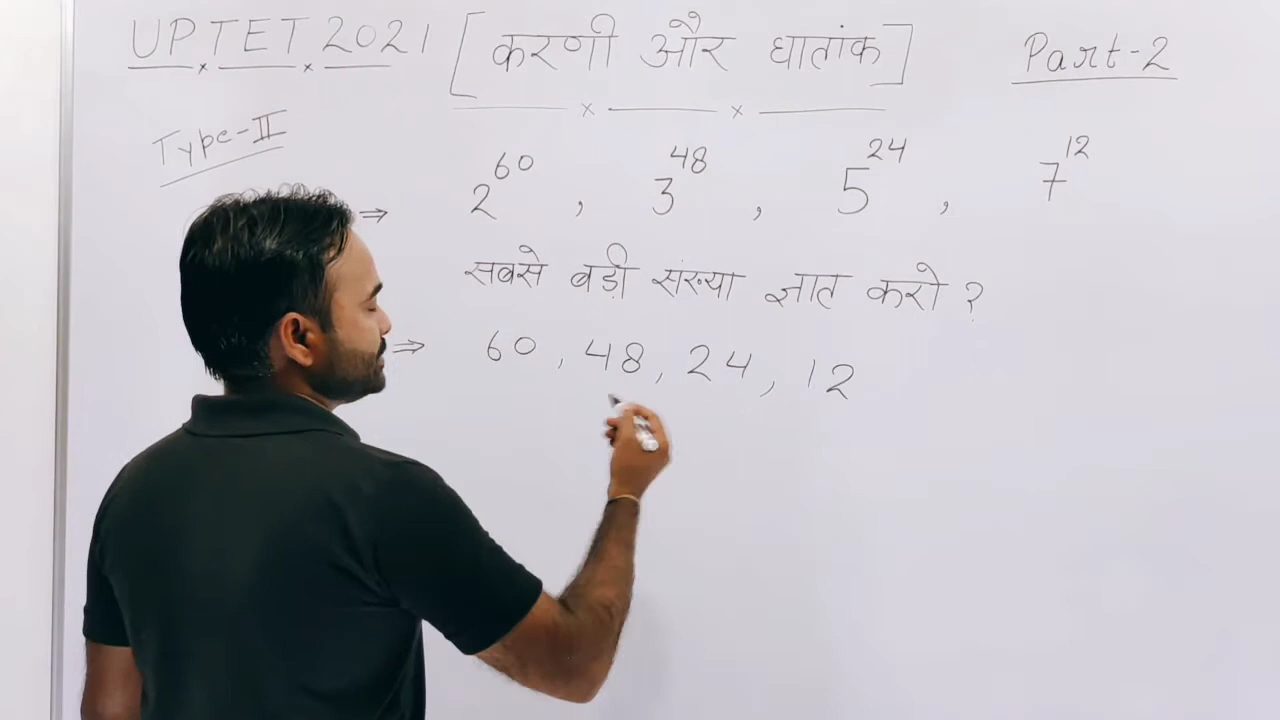 UPTET 2021 [करणी और घातांक] Part-2
Type-II
⇒ 2^60 , 3^48 , 5^24 , 7^12
सबसे बड़ी संख्या ज्ञात करो ?
⇒ 60 , 48 , 24 , 12